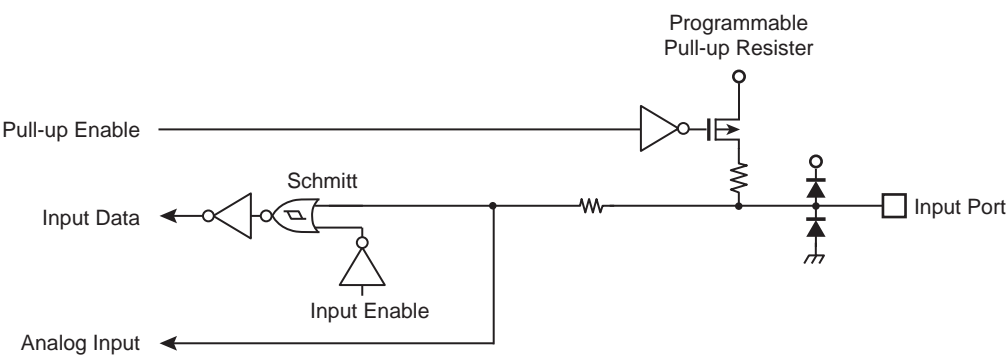 Programmable
Pull-up Resister
Pull-up Enable
Schmitt
Input Data
Input Port
Input Enable
Analog Input